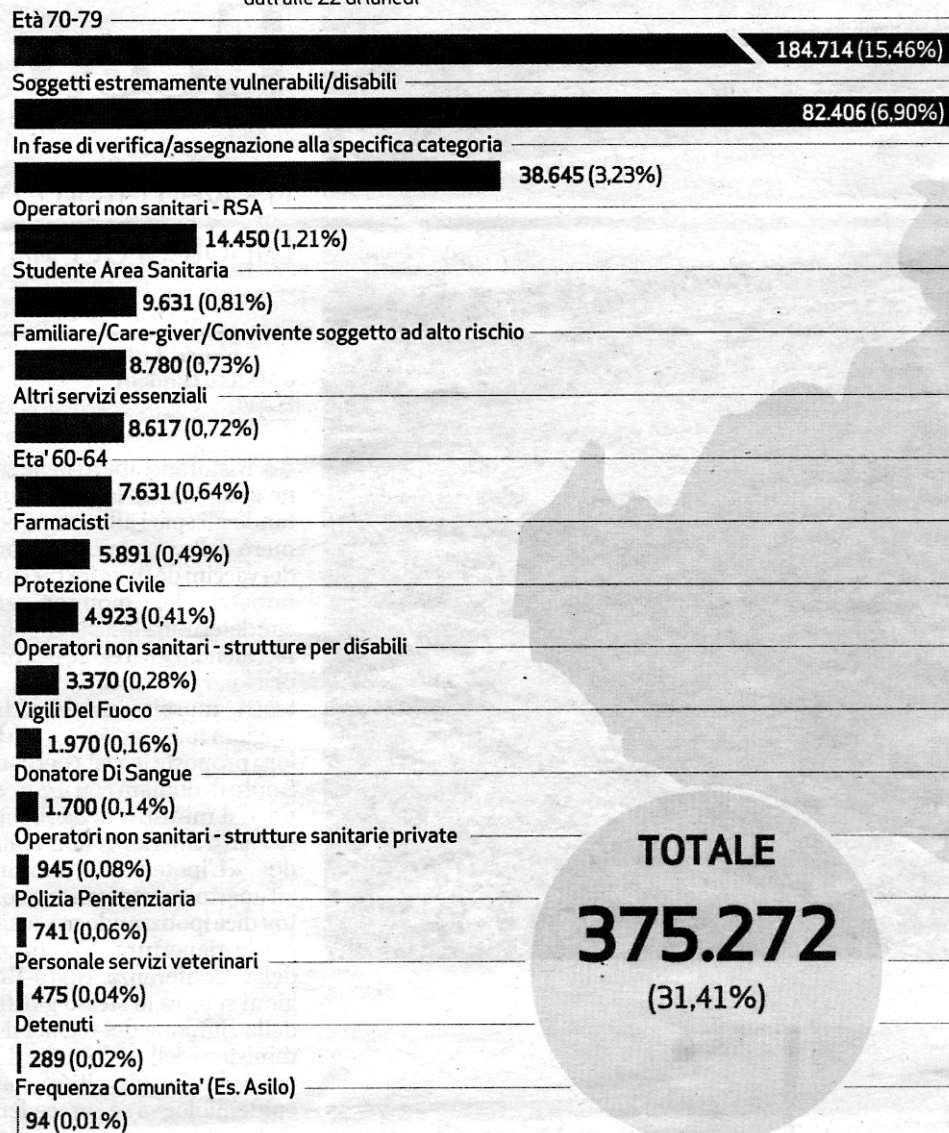 dati alle 22 di lunedì
Età 70-79
184.714 (15,46%)
Soggetti estremamente vulnerabili/disabili
82.406 (6,90%)
In fase di verifica/assegnazione alla specifica categoria
38.645 (3,23%)
Operatori non sanitari - RSA
14.450 (1,21%)
Studente Area Sanitaria
9.631 (0,81%)
Familiare/Care-giver/Convivente soggetto ad alto rischio
8.780 (0,73%)
Altri servizi essenziali
8.617 (0,72%)
Eta' 60-64
7.631 (0,64%)
Farmacisti
5.891 (0,49%)
Protezione Civile
4.923 (0,41%)
Operatori non sanitari - strutture per disabili
3.370 (0,28%)
Vigili Del Fuoco
1.970 (0,16%)
Donatore Di Sangue
1.700 (0,14%)
Operatori non sanitari - strutture sanitarie private
945 (0,08%)
Polizia Penitenziaria
741 (0,06%)
Personale servizi veterinari
475 (0,04%)
Detenuti
289 (0,02%)
Frequenza Comunita' (Es. Asilo)
94 (0,01%)
TOTALE
375.272
(31,41%)